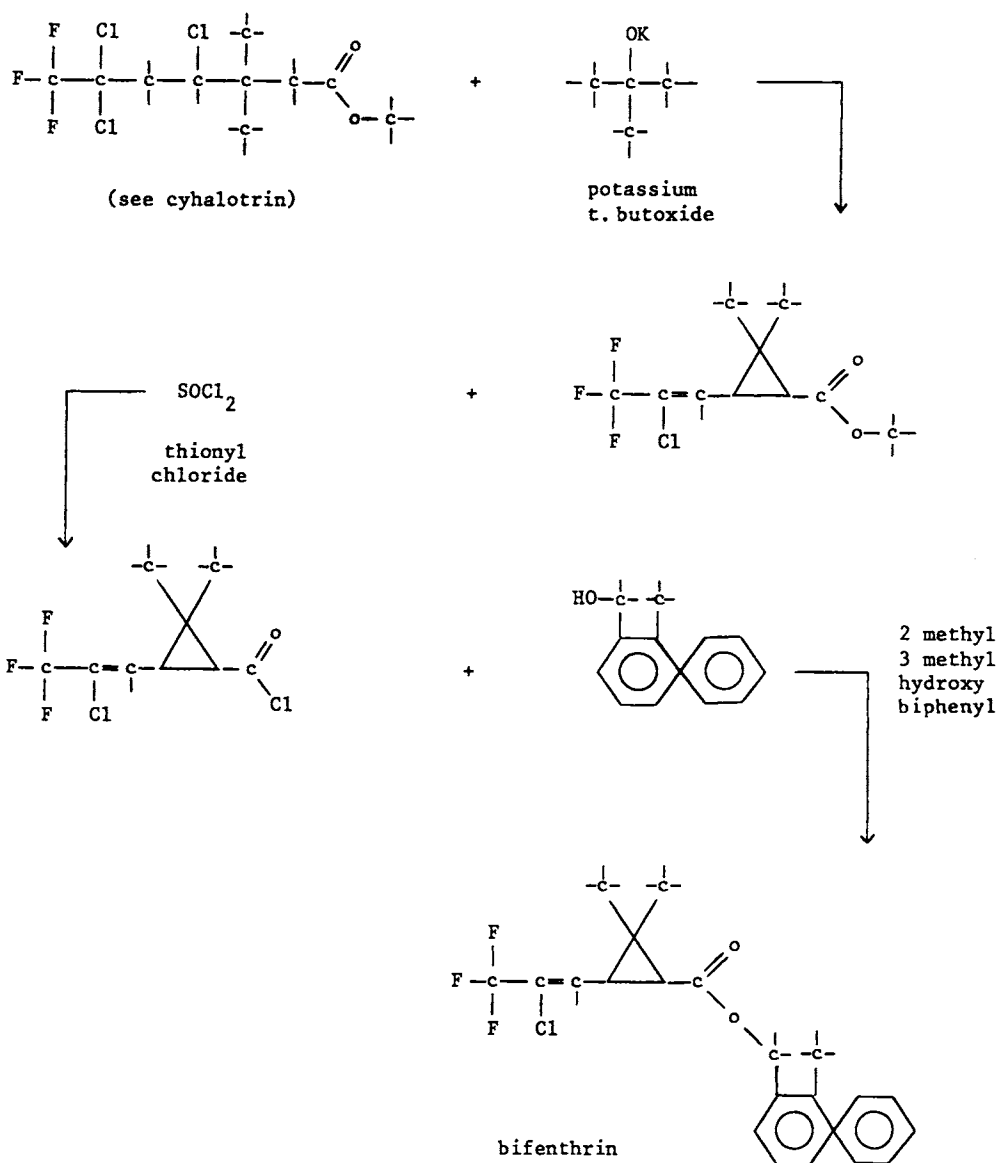 F Cl Cl -C- O OK
F-C-C-C-C-C-C-C + -C-C-C-
F Cl -C- O-C- -C-
(see cyhalotrin)
potassium
t. butoxide
-C- -C-
SOCl2 + F
F-C-C=C-C O
F Cl O-C-
thionyl
chloride
-C- -C-
F O
F-C-C=C-C
F Cl Cl
+
HO-C-C-
2 methyl
3 methyl
hydroxy
biphenyl
-C- -C-
F O
F-C-C=C-C
F Cl O
C-C-
bifenthrin